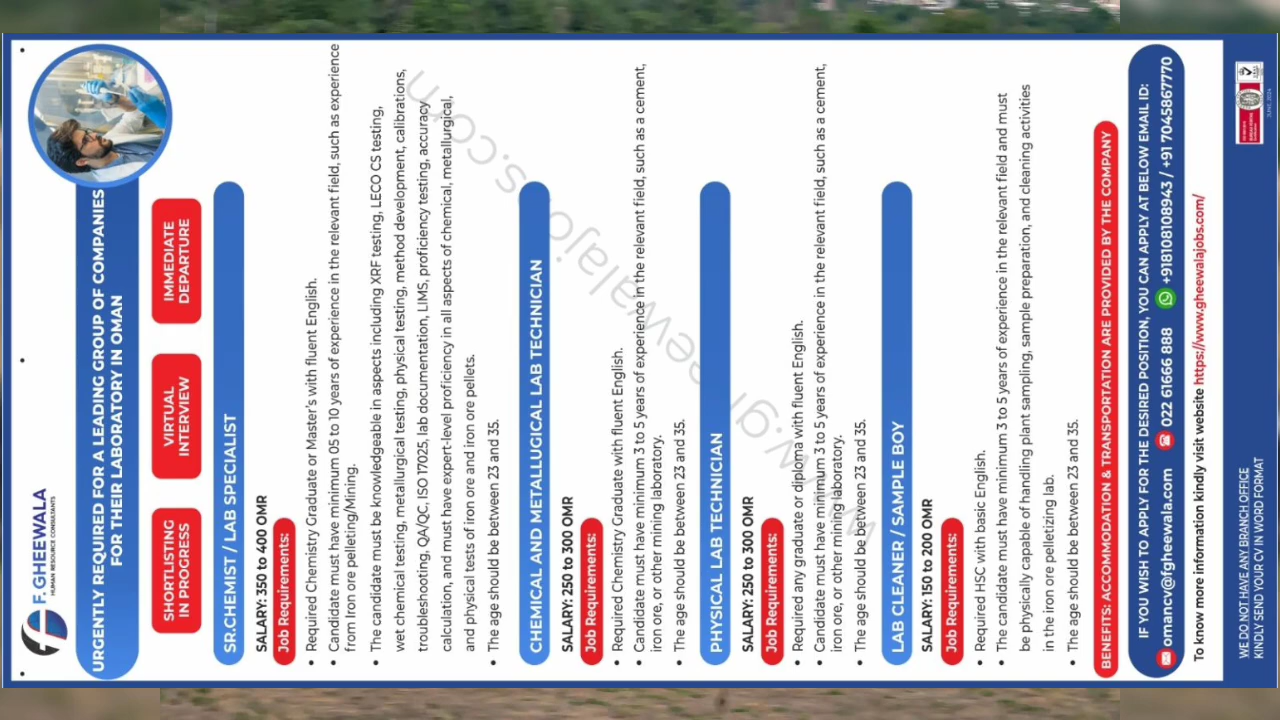 F. GHEEWALA
HUMAN RESOURCE CONSULTANTS
URGENTLY REQUIRED FOR A LEADING GROUP OF COMPANIES
FOR THEIR LABORATORY IN OMAN
SHORTLISTING
IN PROGRESS
VIRTUAL
INTERVIEW
IMMEDIATE
DEPARTURE
SR.CHEMIST / LAB SPECIALIST
SALARY: 350 to 400 OMR
Job Requirements:
• Required Chemistry Graduate or Master's with fluent English.
• Candidate must have minimum 05 to 10 years of experience in the relevant field, such as experience
from Iron ore pelleting/Mining.
• The candidate must be knowledgeable in aspects including XRF testing, LECO CS testing,
wet chemical testing, metallurgical testing, physical testing, method development, calibrations,
troubleshooting, QA/QC, ISO 17025, lab documentation, LIMS, proficiency testing, accuracy
calculation, and must have expert-level proficiency in all aspects of chemical, metallurgical,
and physical tests of iron ore and iron ore pellets.
• The age should be between 23 and 35.
CHEMICAL AND METALLUGICAL LAB TECHNICIAN
SALARY: 250 to 300 OMR
Job Requirements:
• Required Chemistry Graduate with fluent English.
• Candidate must have minimum 3 to 5 years of experience in the relevant field, such as a cement,
iron ore, or other mining laboratory.
• The age should be between 23 and 35.
PHYSICAL LAB TECHNICIAN
SALARY: 250 to 300 OMR
Job Requirements:
• Required any graduate or diploma with fluent English.
• Candidate must have minimum 3 to 5 years of experience in the relevant field, such as a cement,
iron ore, or other mining laboratory.
• The age should be between 23 and 35.
LAB CLEANER / SAMPLE BOY
SALARY: 150 to 200 OMR
Job Requirements:
• Required HSC with basic English.
• The candidate must have minimum 3 to 5 years of experience in the relevant field and must
be physically capable of handling plant sampling, sample preparation, and cleaning activities
in the iron ore pelletizing lab.
• The age should be between 23 and 35.
BENEFITS: ACCOMMODATION & TRANSPORTATION ARE PROVIDED BY THE COMPANY
IF YOU WISH TO APPLY FOR THE DESIRED POSITION, YOU CAN APPLY AT BELOW EMAIL ID:
omancv@fgheewala.com 022 61666 888 +918108108943 / +91 7045867770
To know more information kindly visit website https://www.gheewalajobs.com/
WE DO NOT HAVE ANY BRANCH OFFICE
KINDLY SEND YOUR CV IN WORD FORMAT
JUNE, 2024
www.gheewalajobs.com